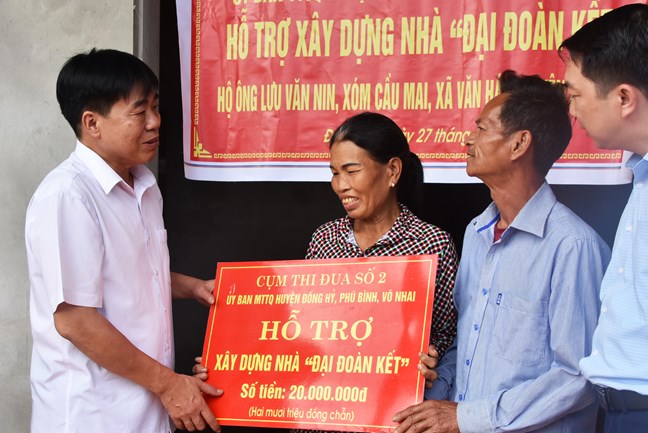 HỖ TRỢ XÂY DỰNG NHÀ “ĐẠI ĐOÀN KẾT”
HỘ ÔNG LƯU VĂN NIN, XÓM CẦU MAI, XÃ VĂN
27 tháng
CỤM THI ĐUA SỐ 2
ỦY BAN MTTQ HUYỆN ĐỒNG HỶ, PHÚ BÌNH, VÕ NHAI
HỖ TRỢ
XÂY DỰNG NHÀ “ĐẠI ĐOÀN KẾT”
Số tiền: 20.000.000đ
(Hai mươi triệu đồng chẵn)